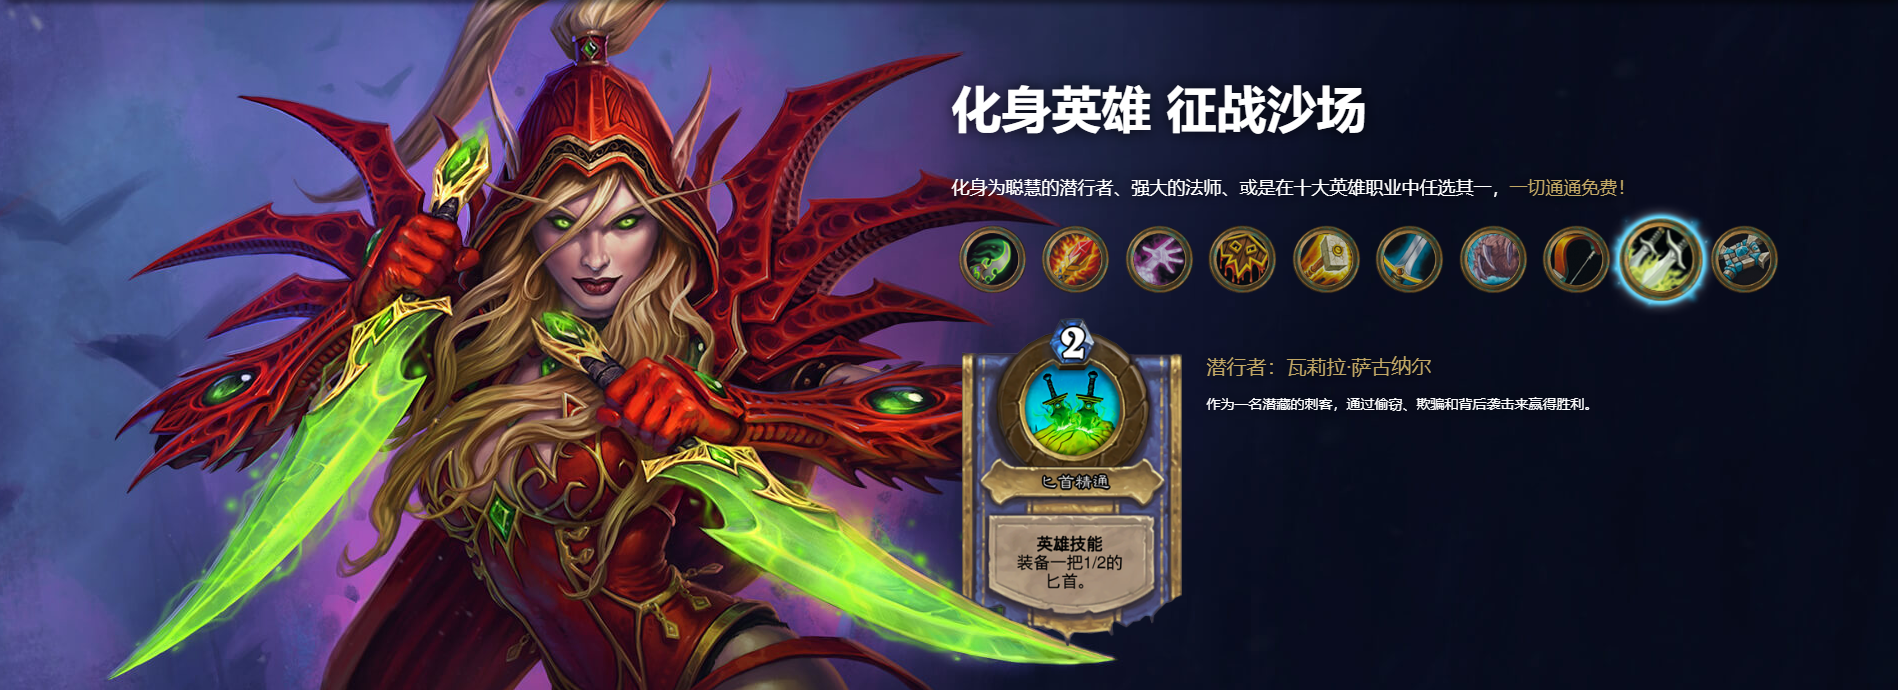 化身英雄 征战沙场
化身为聪慧的潜行者、强大的法师、或是在十大英雄职业中任选其一，一切通通免费！
2
匕首精通
英雄技能
装备一把1/2的
匕首。
潜行者：瓦莉拉·萨古纳尔
作为一名潜藏的刺客，通过偷窃、欺骗和背后袭击来赢得胜利。